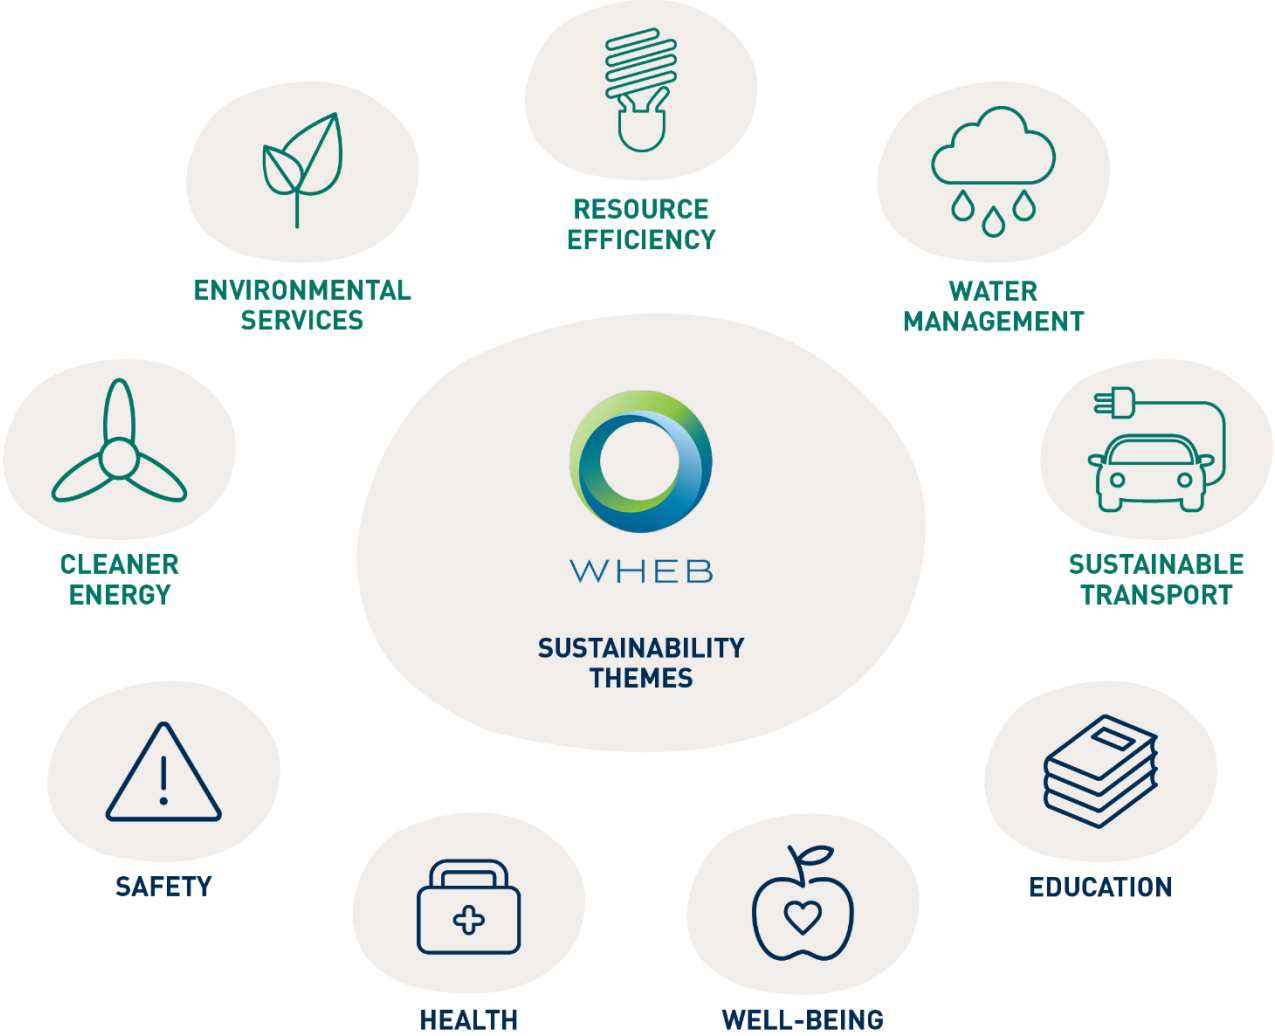 RESOURCE
EFFICIENCY
ENVIRONMENTAL
SERVICES
WATER
MANAGEMENT
CLEANER
ENERGY
WHEB
SUSTAINABILITY
THEMES
SUSTAINABLE
TRANSPORT
SAFETY
EDUCATION
HEALTH
WELL-BEING